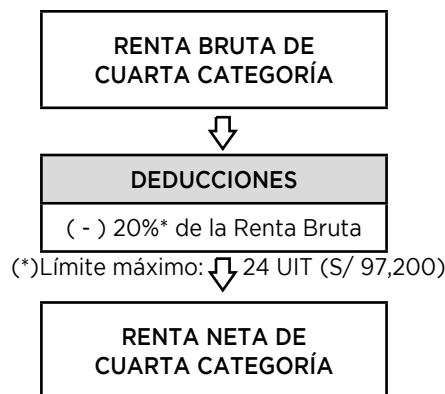 RENTA BRUTA DE
CUARTA CATEGORÍA
DEDUCCIONES
( - ) 20%* de la Renta Bruta
(*)Límite máximo: 24 UIT (S/ 97,200)
RENTA NETA DE
CUARTA CATEGORÍA